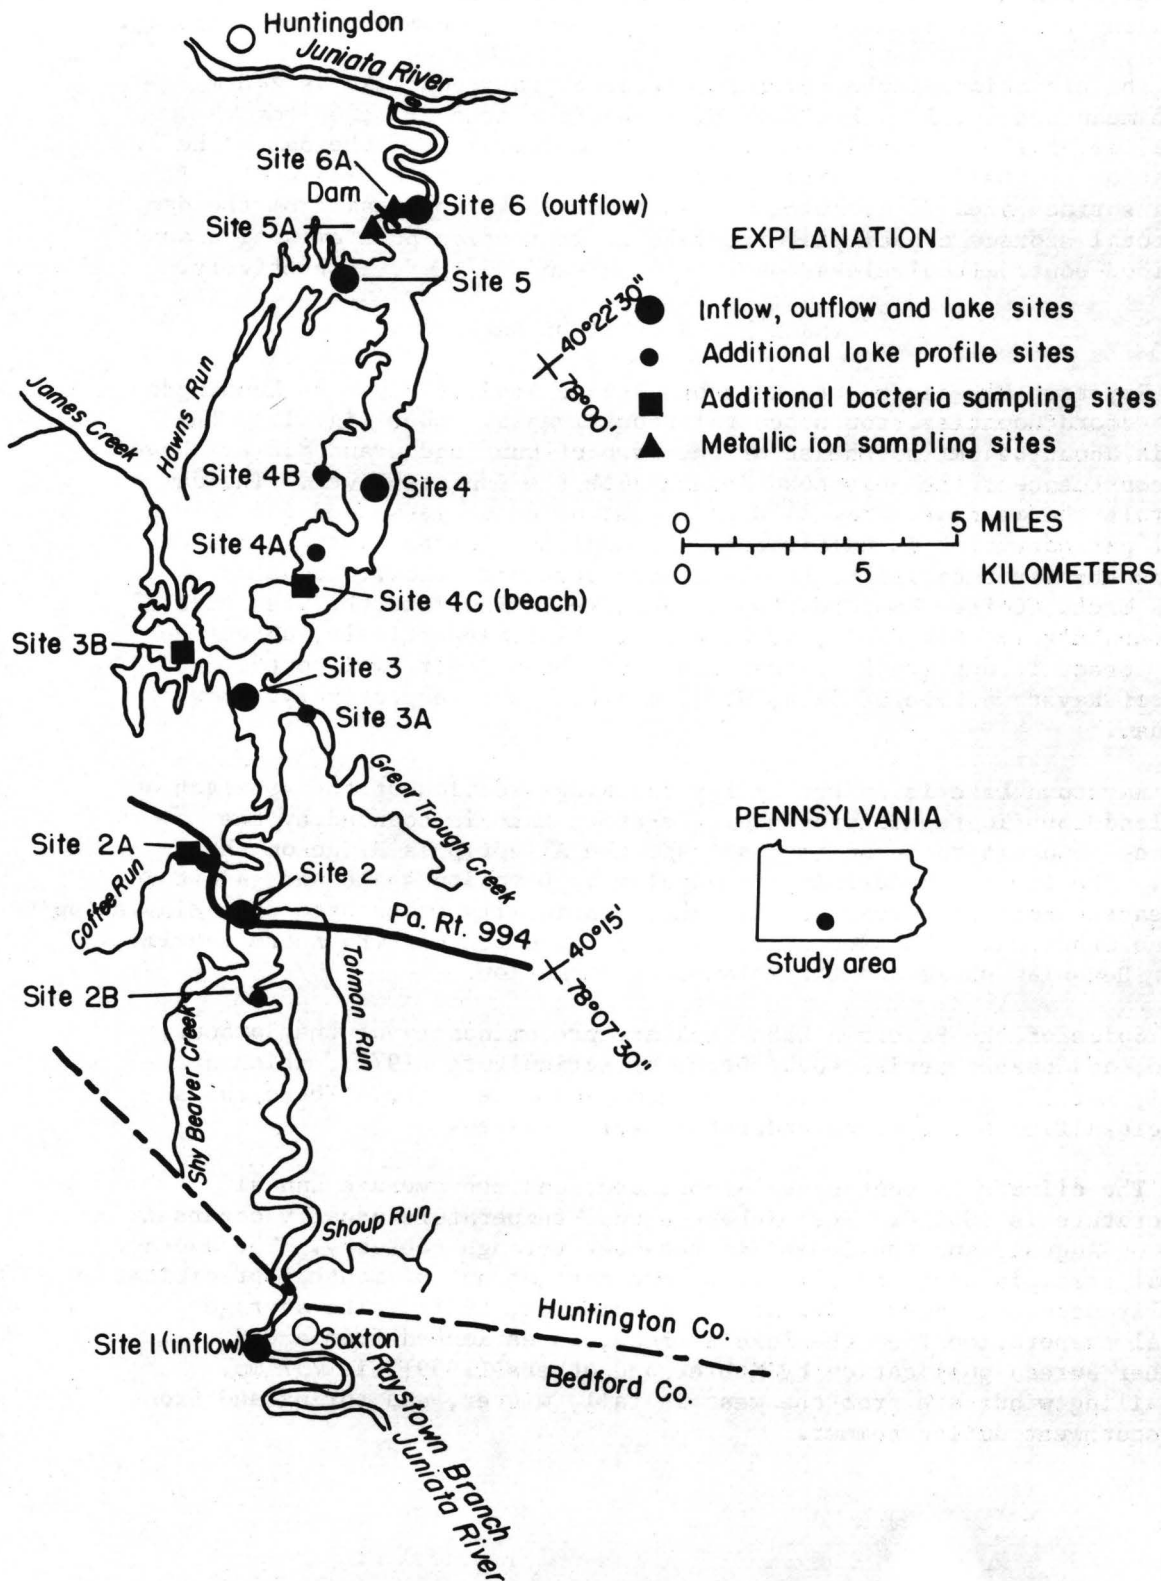 Huntingdon
Juniata River
Site 6A
Dam
Site 6 (outflow)
Site 5A
Site 5
Hawns Run
James Creek
Site 4B
Site 4
Site 4A
Site 4C (beach)
Site 3B
Site 3
Site 3A
Great Trough Creek
Site 2A
Coffee Run
Site 2
Pa. Rt. 994
Tatman Run
Site 2B
Shy Beaver Creek
Shoup Run
Huntington Co.
Bedford Co.
Site 1 (inflow)
Saxton
Raystown Branch
Juniata River
EXPLANATION
Inflow, outflow and lake sites
Additional lake profile sites
Additional bacteria sampling sites
Metallic ion sampling sites
40°22'30"
78°00'
0 5 MILES
0 5 KILOMETERS
PENNSYLVANIA
Study area
40°15'
78°07'30"